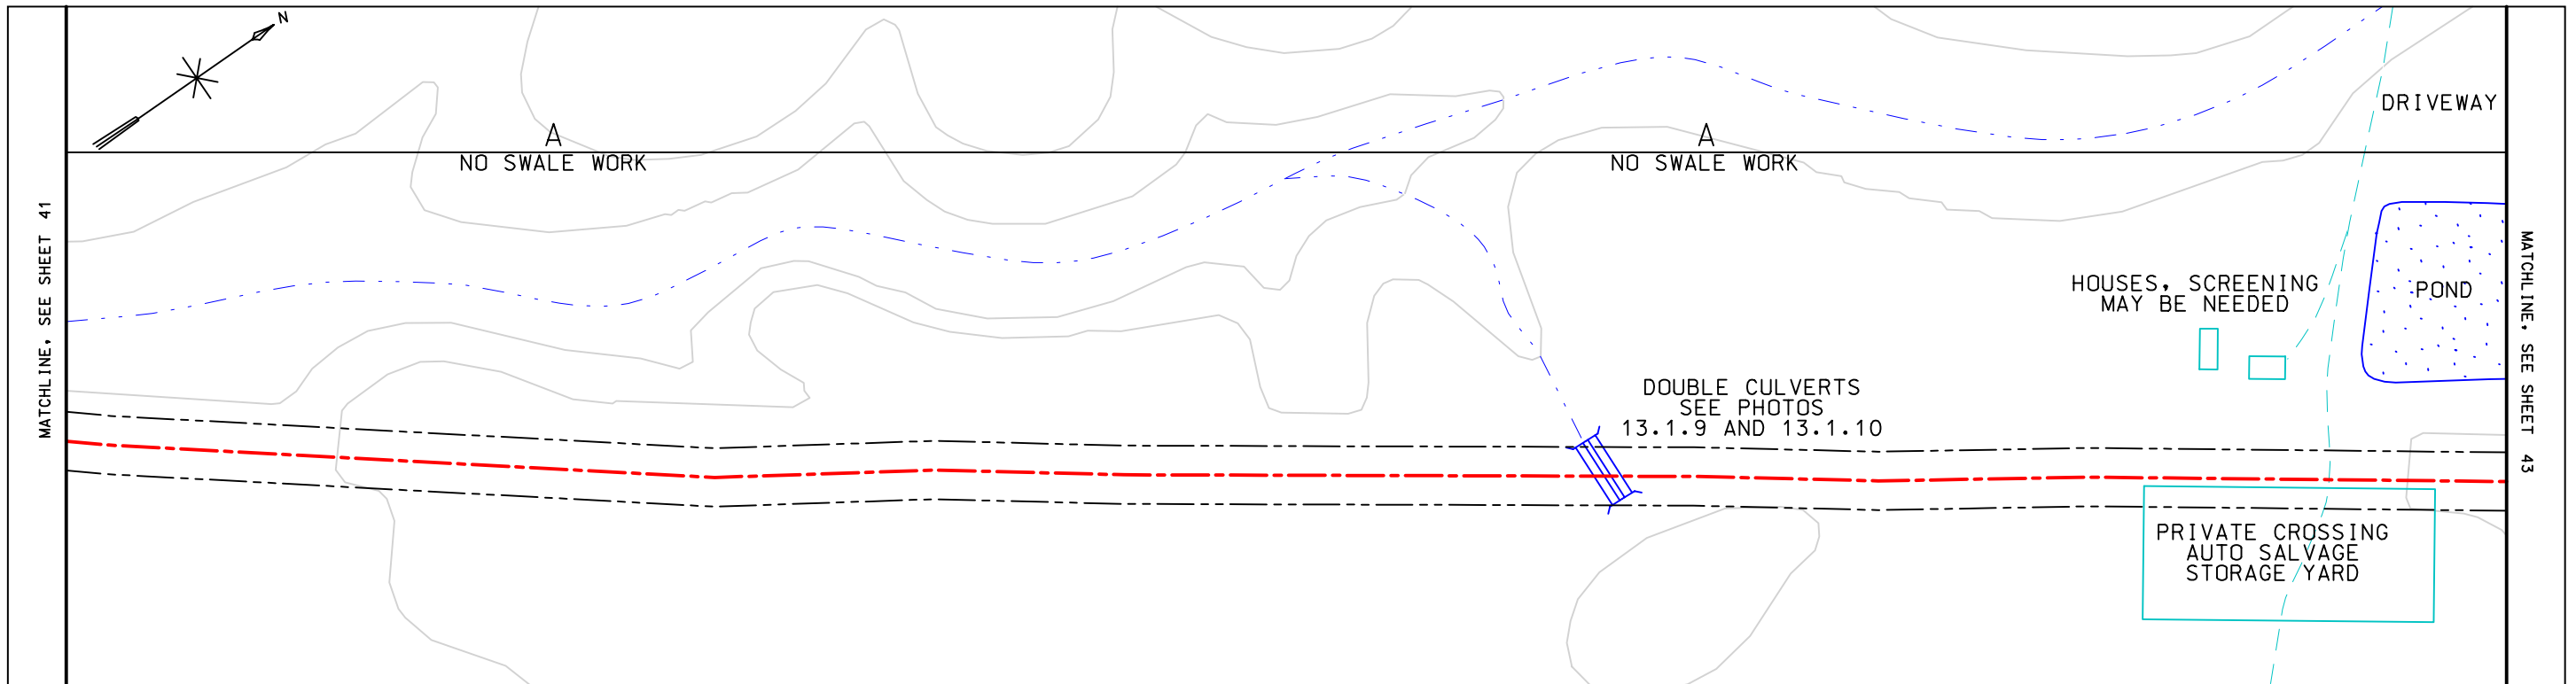 N
MATCHLINE, SEE SHEET 41
A
NO SWALE WORK
A
NO SWALE WORK
DRIVEWAY
HOUSES, SCREENING
MAY BE NEEDED
POND
DOUBLE CULVERTS
SEE PHOTOS
13.1.9 AND 13.1.10
PRIVATE CROSSING
AUTO SALVAGE
STORAGE YARD
MATCHLINE, SEE SHEET 43